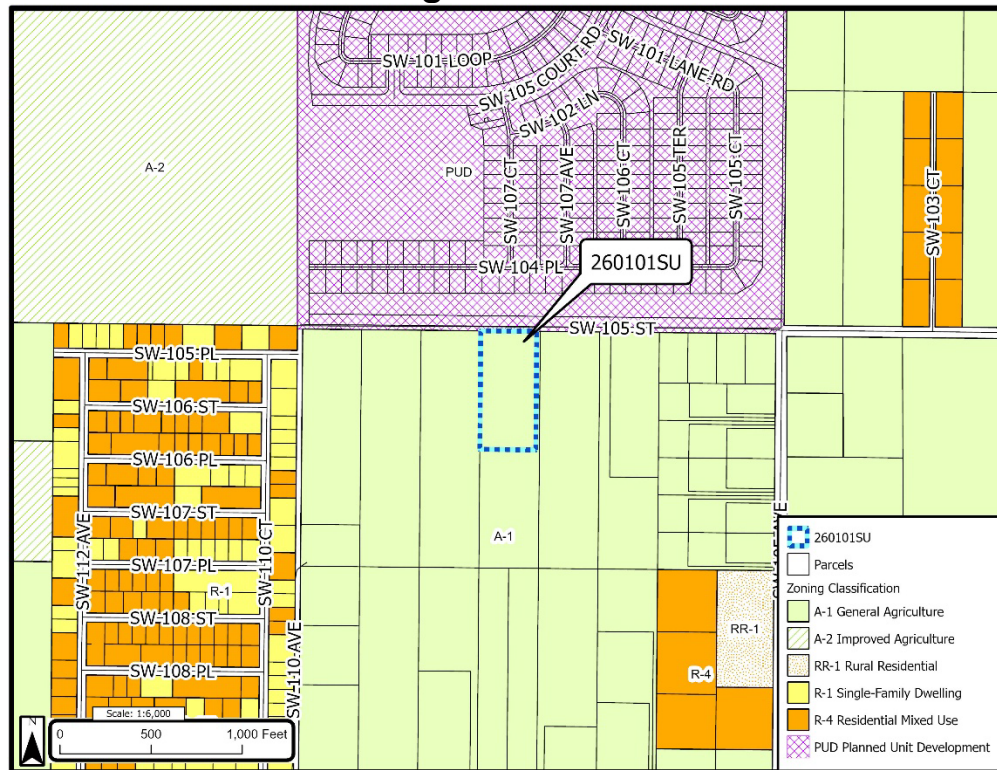 SW 101 LOOP
SW 105 COURT RD
SW 101 LANE RD
SW 102 LN
A-2
PUD
SW 107 CT
SW 107 AVE
SW 106 CT
SW 105 TER
SW 105 CT
SW 103 CT
SW 104 PL
260101SU
SW 105 ST
SW 105 PL
SW 106 ST
SW 106 PL
SW 107 ST
SW 107 PL
R-1
SW 108 ST
SW 108 PL
SW 112 AVE
SW 110 CT
SW 110 AVE
A-1
RR-1
R-4
260101SU
Parcels
Zoning Classification
A-1 General Agriculture
A-2 Improved Agriculture
RR-1 Rural Residential
R-1 Single-Family Dwelling
R-4 Residential Mixed Use
PUD Planned Unit Development
N
Scale: 1:6,000
0 500 1,000 Feet